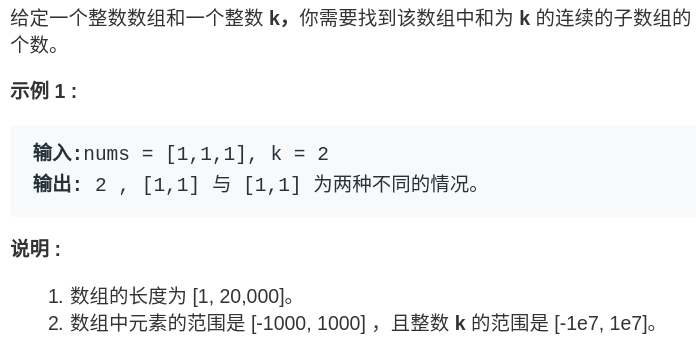 给定一个整数数组和一个整数 k，你需要找到该数组中和为 k 的连续的子数组的
个数。
示例 1 :
输入:nums = [1,1,1], k = 2
输出: 2 , [1,1] 与 [1,1] 为两种不同的情况。
说明 :
1. 数组的长度为 [1, 20,000]。
2. 数组中元素的范围是 [-1000, 1000] ，且整数 k 的范围是 [-1e7, 1e7]。